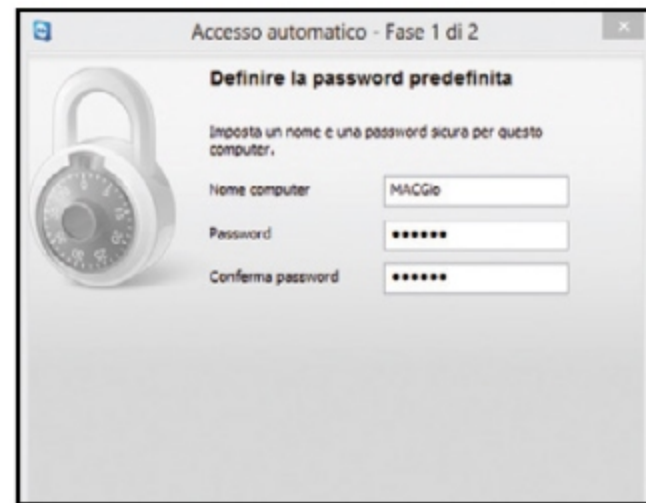 Accesso automatico - Fase 1 di 2
Definire la password predefinita
Imposta un nome e una password sicura per questo
computer.
Nome computer MACGio
Password ••••••
Conferma password ••••••